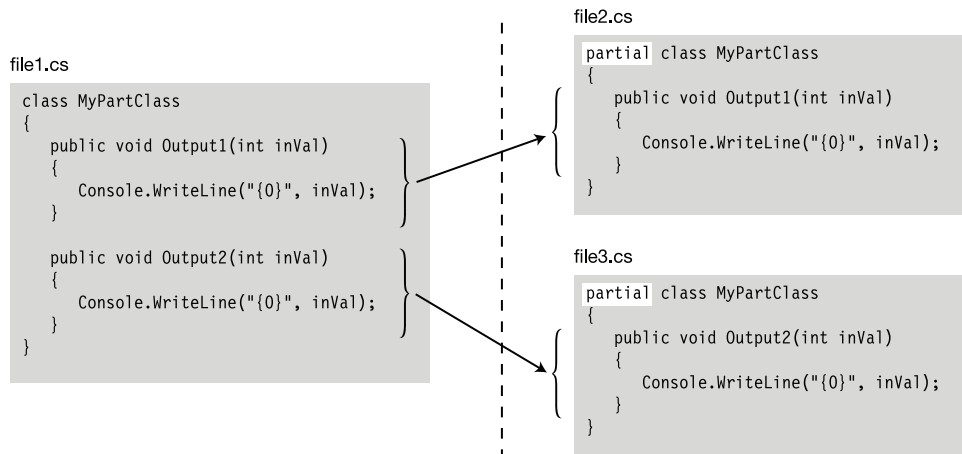 file1.cs
class MyPartClass
{
public void Output1(int inVal)
{
Console.WriteLine("{0}", inVal);
}
public void Output2(int inVal)
{
Console.WriteLine("{0}", inVal);
}
}
file2.cs
partial class MyPartClass
{
public void Output1(int inVal)
{
Console.WriteLine("{0}", inVal);
}
}
file3.cs
partial class MyPartClass
{
public void Output2(int inVal)
{
Console.WriteLine("{0}", inVal);
}
}